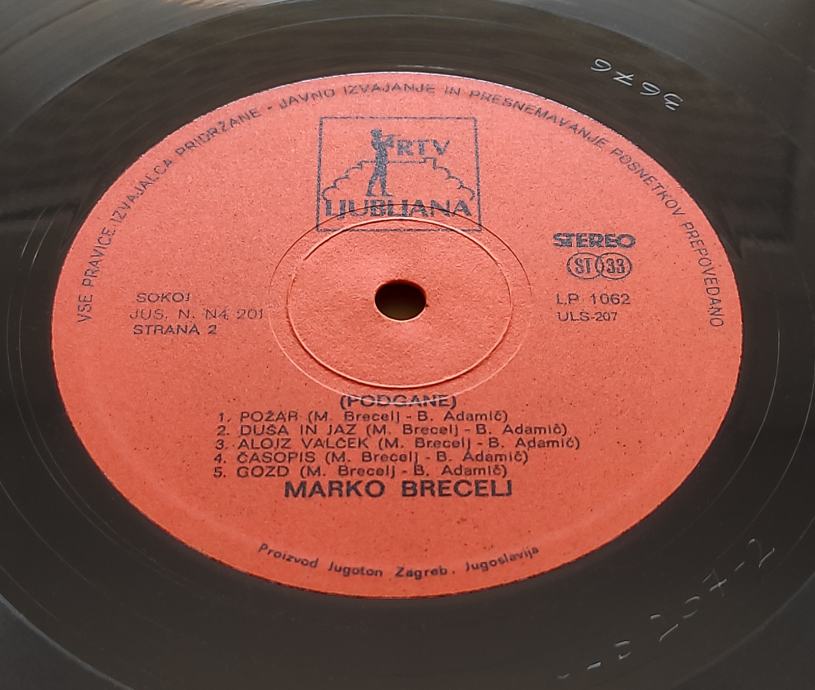 VSE PRAVICE IZVAJALCA PRIDRŽANE - JAVNO IZVAJANJE IN PRESNEMAVANJE POSNETKOV PREPOVEDANO
RTV
LJUBLJANA
STEREO
ST 33
SOKOJ
JUS. N. N4. 201
STRANA 2
LP 1062
ULS-207
(PODGANE)
1. POŽAR (M. Brecelj - B. Adamič)
2. DUŠA IN JAZ (M. Brecelj - B. Adamič)
3. ALOJZ VALČEK (M. Brecelj - B. Adamič)
4. ČASOPIS (M. Brecelj - B. Adamič)
5. GOZD (M. Brecelj - B. Adamič)
MARKO BRECELJ
Proizvod Jugoton Zagreb. Jugoslavija